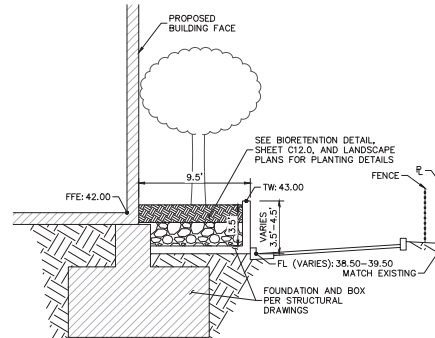 PROPOSED
BUILDING FACE
SEE BIORETENTION DETAIL,
SHEET C12.0, AND LANDSCAPE
PLANS FOR PLANTING DETAILS
9.5'
TW: 43.00
FENCE
PL
FFE: 42.00
3.5'
VARIES
3.5'-4.5'
FL (VARIES): 38.50-39.50
MATCH EXISTING
FOUNDATION AND BOX
PER STRUCTURAL
DRAWINGS